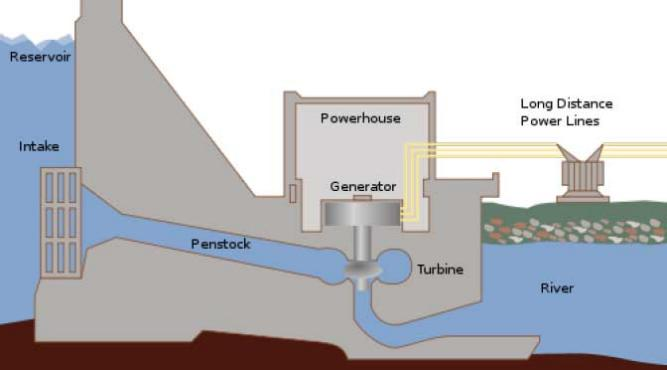 Reservoir
Intake
Powerhouse
Generator
Penstock
Turbine
Long Distance
Power Lines
River